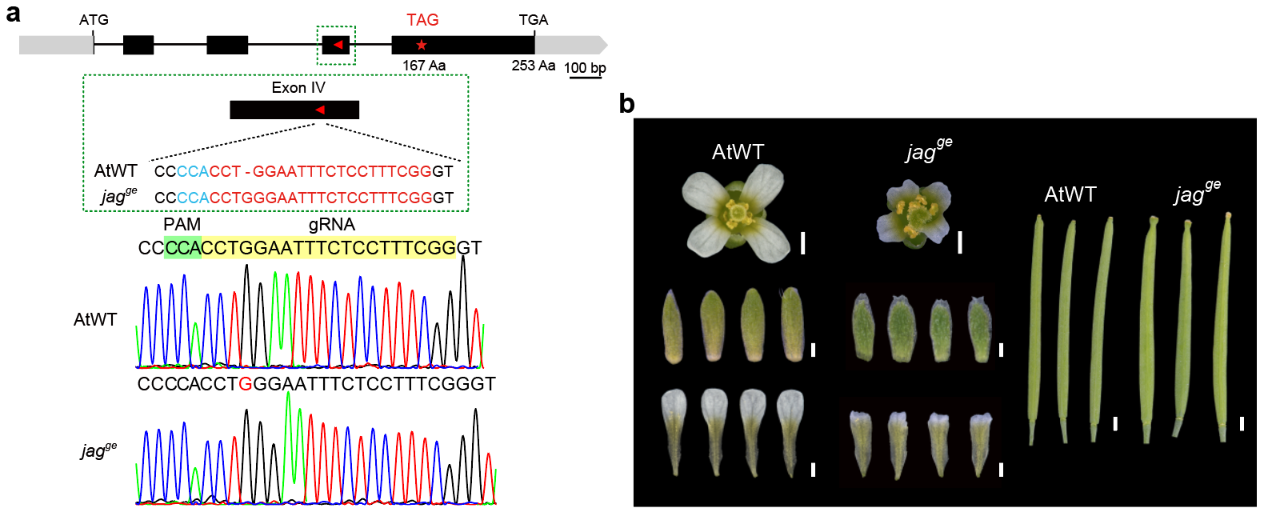 a
ATG TAG TGA
167 Aa 253 Aa 100 bp
Exon IV
AtWT CCCCACCT-GGAATTTCTCCTTTCGGGT
jag^ge CCCCACCTGGGAATTTCTCCTTTCGGGT
PAM gRNA
CCCCACCTGGAATTTCTCCTTTCGGGT
AtWT
CCCCACCTGGGAATTTCTCCTTTCGGGT
jag^ge
b
AtWT jag^ge
AtWT jag^ge